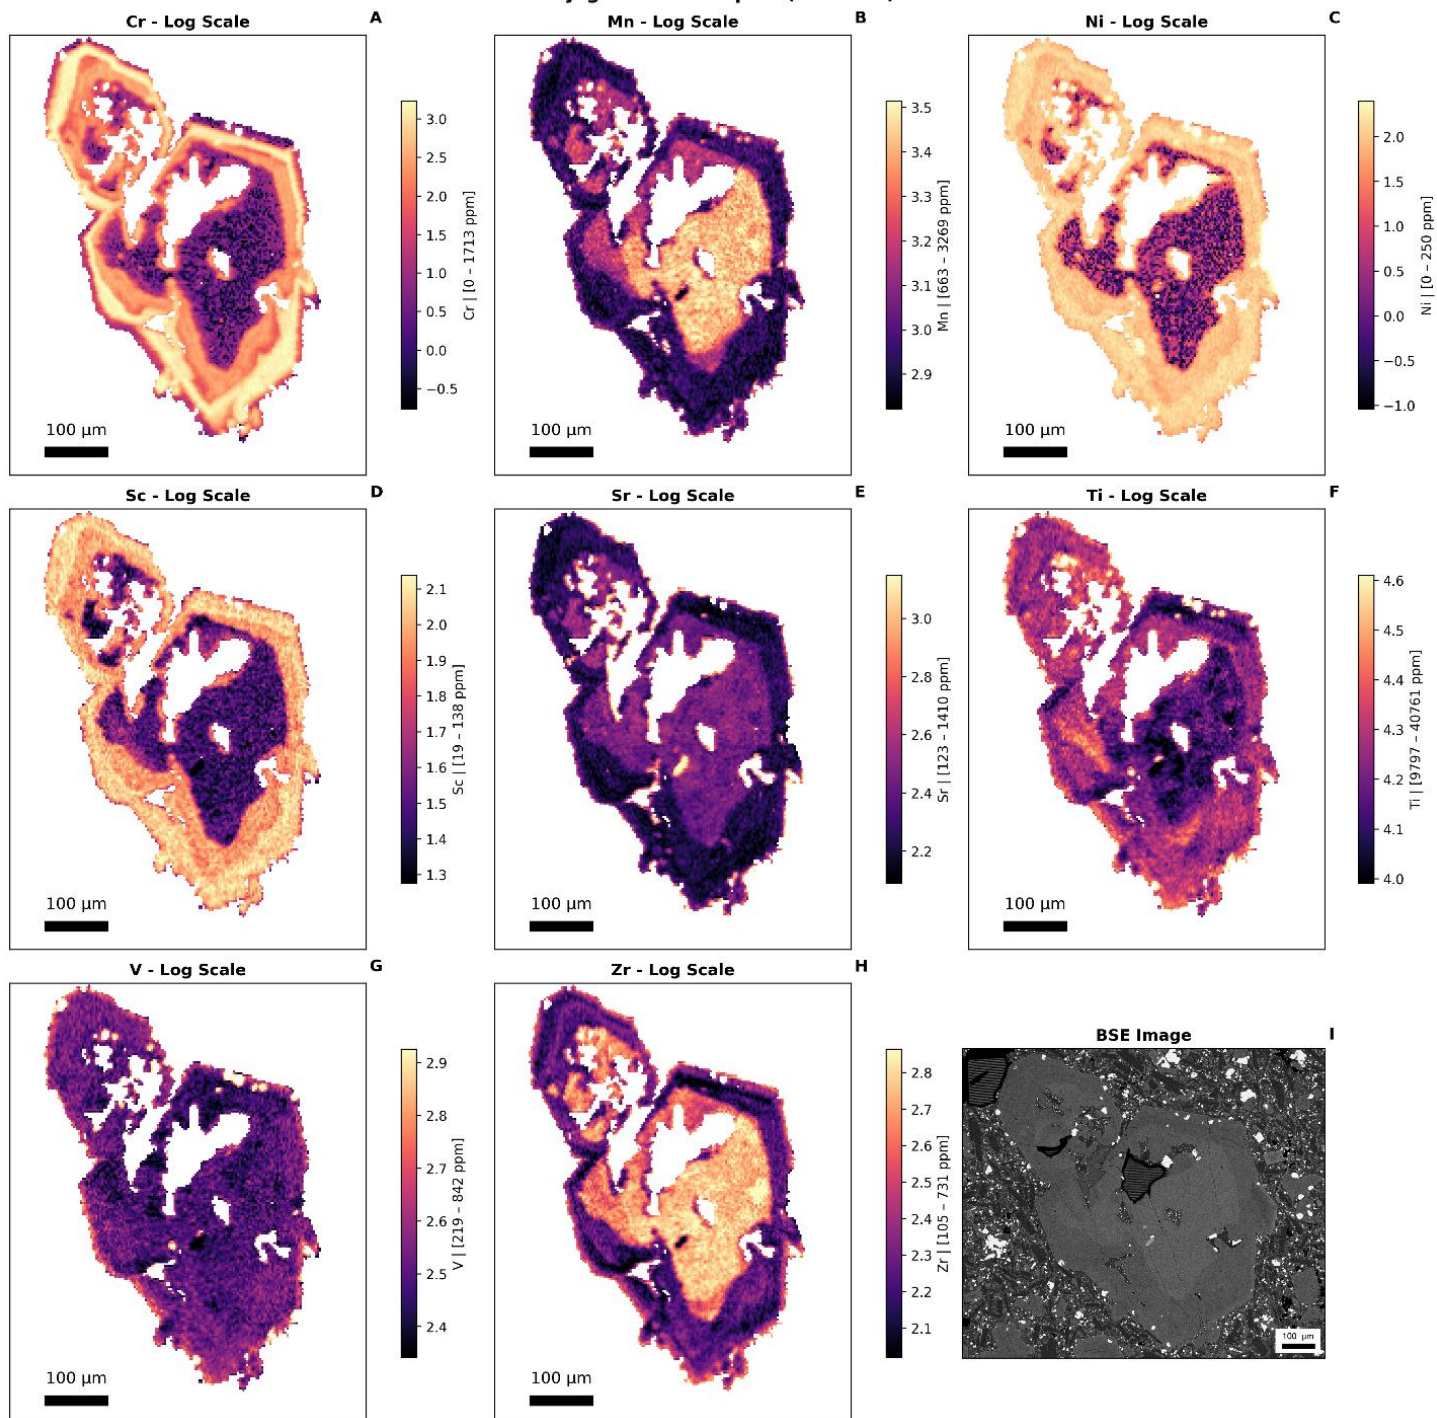 Cr - Log Scale
A
3.0
2.5
2.0
1.5
1.0
0.5
0.0
−0.5
Cr | [0 – 1713 ppm]
100 µm
Mn - Log Scale
B
3.5
3.4
3.3
3.2
3.1
3.0
2.9
Mn | [663 – 3269 ppm]
100 µm
Ni - Log Scale
C
2.0
1.5
1.0
0.5
0.0
−0.5
−1.0
Ni | [0 – 250 ppm]
100 µm
Sc - Log Scale
D
2.1
2.0
1.9
1.8
1.7
1.6
1.5
1.4
1.3
Sc | [19 – 138 ppm]
100 µm
Sr - Log Scale
E
3.0
2.8
2.6
2.4
2.2
Sr | [123 – 1410 ppm]
100 µm
Ti - Log Scale
F
4.6
4.5
4.4
4.3
4.2
4.1
4.0
Ti | [9797 – 40761 ppm]
100 µm
V - Log Scale
G
2.9
2.8
2.7
2.6
2.5
2.4
V | [219 – 842 ppm]
100 µm
Zr - Log Scale
H
2.8
2.7
2.6
2.5
2.4
2.3
2.2
2.1
Zr | [105 – 731 ppm]
100 µm
BSE Image
I
100 µm